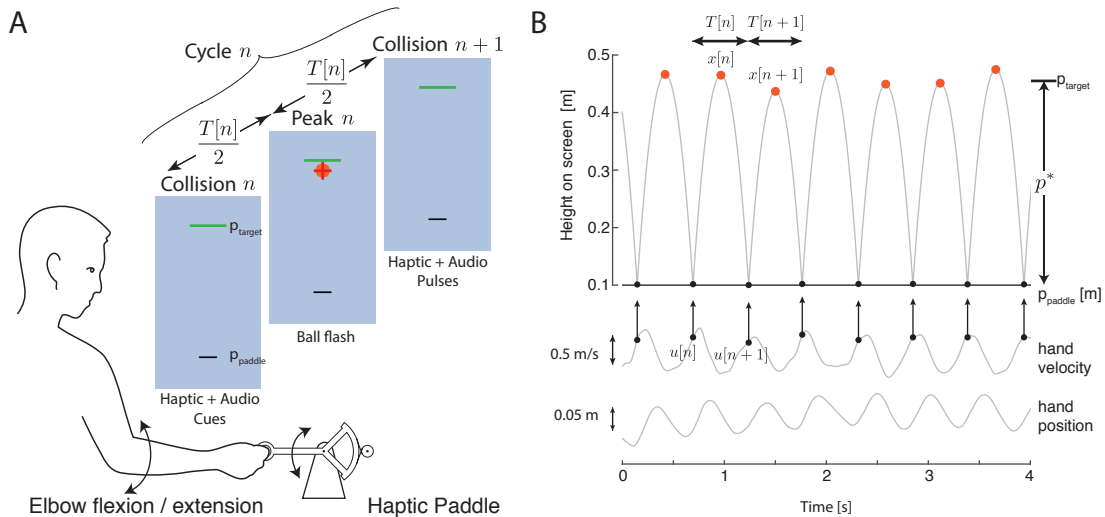 A
Cycle n
Collision n + 1
T[n]
2
Peak n
T[n]
2
Collision n
p_target
p_paddle
Haptic + Audio
Pulses
Ball flash
Haptic + Audio
Cues
Elbow flexion / extension
Haptic Paddle
B
T[n]
T[n + 1]
x[n]
x[n + 1]
Height on screen [m]
0.5
0.4
0.3
0.2
0.1
p_target
p*
p_paddle [m]
0.5 m/s
u[n]
u[n + 1]
hand
velocity
0.05 m
hand
position
0
1
2
3
4
Time [s]